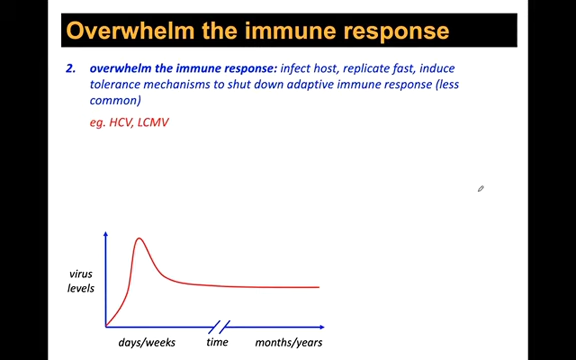 Overwhelm the immune response
2. overwhelm the immune response: infect host, replicate fast, induce
tolerance mechanisms to shut down adaptive immune response (less
common)
eg. HCV, LCMV
virus
levels
days/weeks time months/years